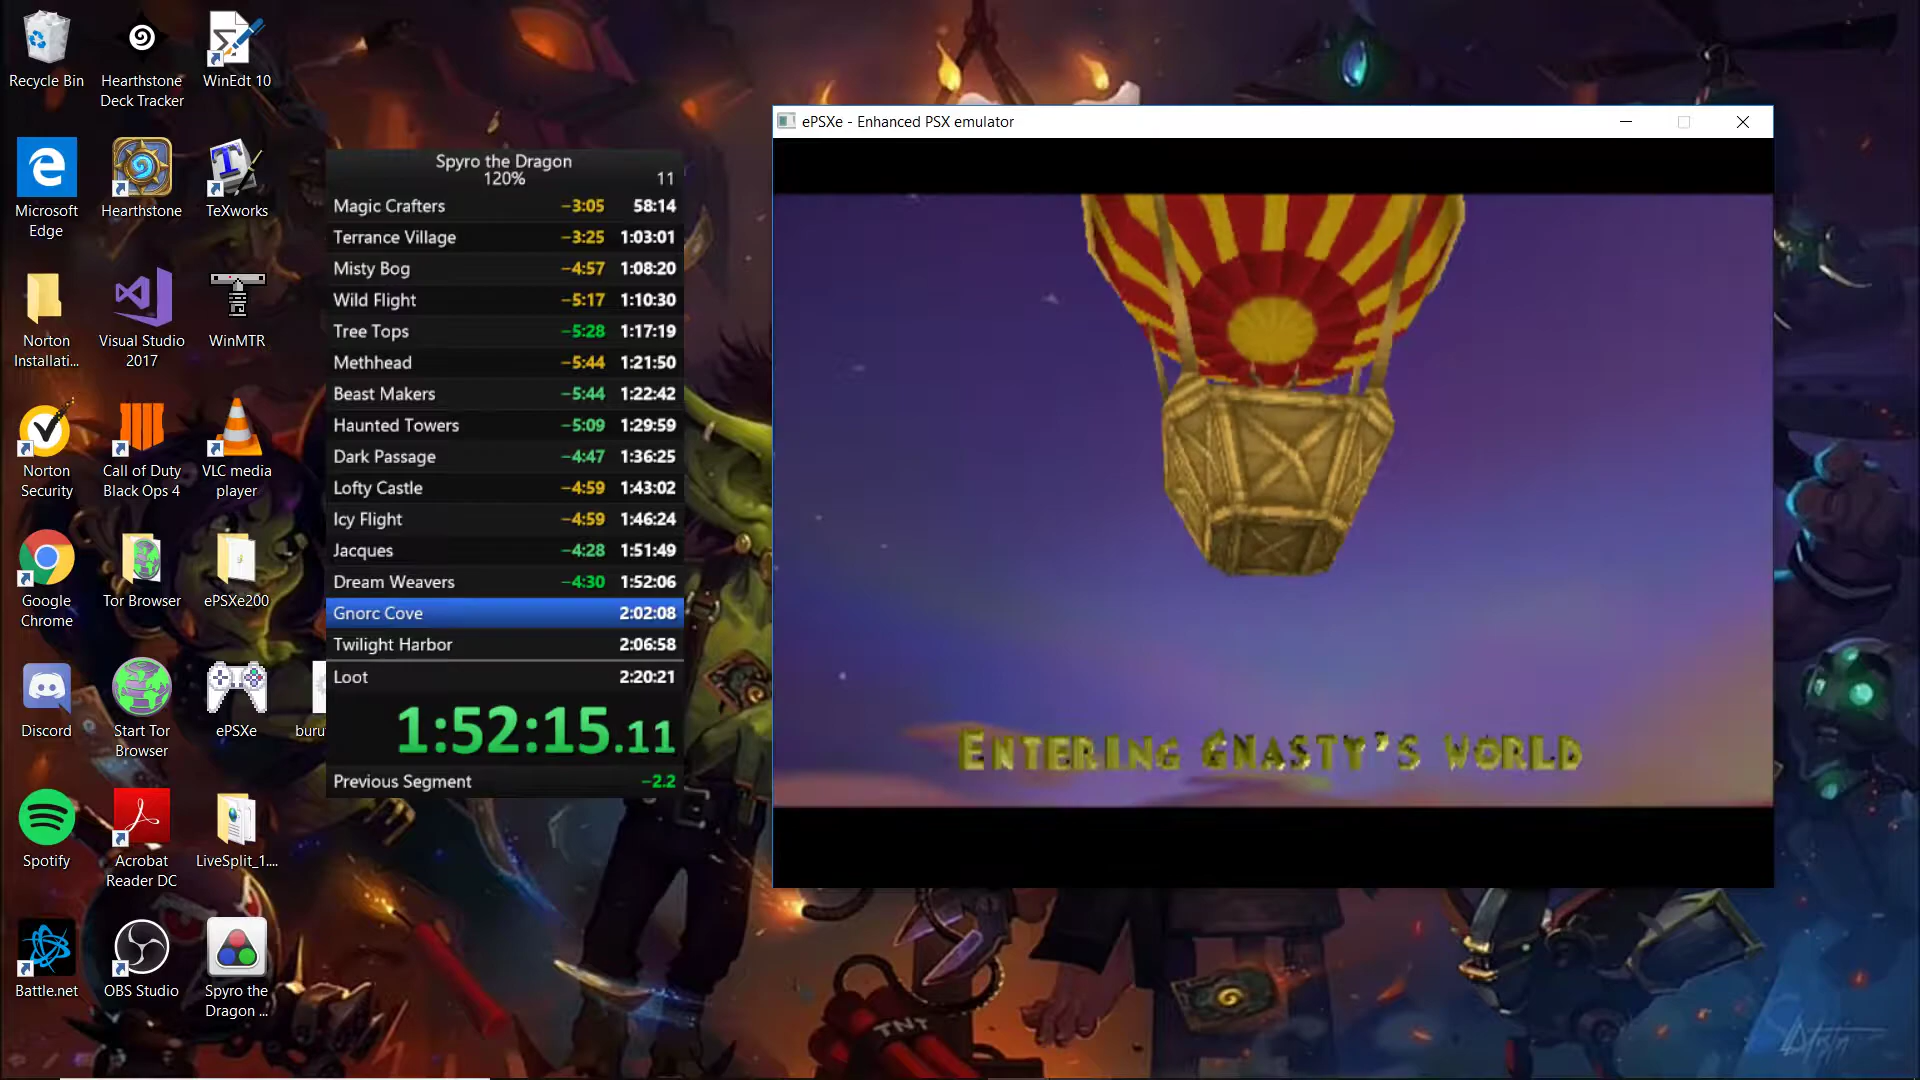 Recycle Bin
Hearthstone
Deck Tracker
WinEdt 10
Microsoft
Edge
Hearthstone
TeXworks
Norton
Installati...
Visual Studio
2017
WinMTR
Norton
Security
Call of Duty
Black Ops 4
VLC media
player
Google
Chrome
Tor Browser
ePSXe200
Discord
Start Tor
Browser
ePSXe
buru
Spotify
Acrobat
Reader DC
LiveSplit_1....
Battle.net
OBS Studio
Spyro the
Dragon ...
Spyro the Dragon
120% 11
Magic Crafters −3:05 58:14
Terrance Village −3:25 1:03:01
Misty Bog −4:57 1:08:20
Wild Flight −5:17 1:10:30
Tree Tops −5:28 1:17:19
Methhead −5:44 1:21:50
Beast Makers −5:44 1:22:42
Haunted Towers −5:09 1:29:59
Dark Passage −4:47 1:36:25
Lofty Castle −4:59 1:43:02
Icy Flight −4:59 1:46:24
Jacques −4:28 1:51:49
Dream Weavers −4:30 1:52:06
Gnorc Cove 2:02:08
Twilight Harbor 2:06:58
Loot 2:20:21
1:52:15.11
Previous Segment −2.2
ePSXe - Enhanced PSX emulator
ENTERING GNASTY'S WORLD
TNT